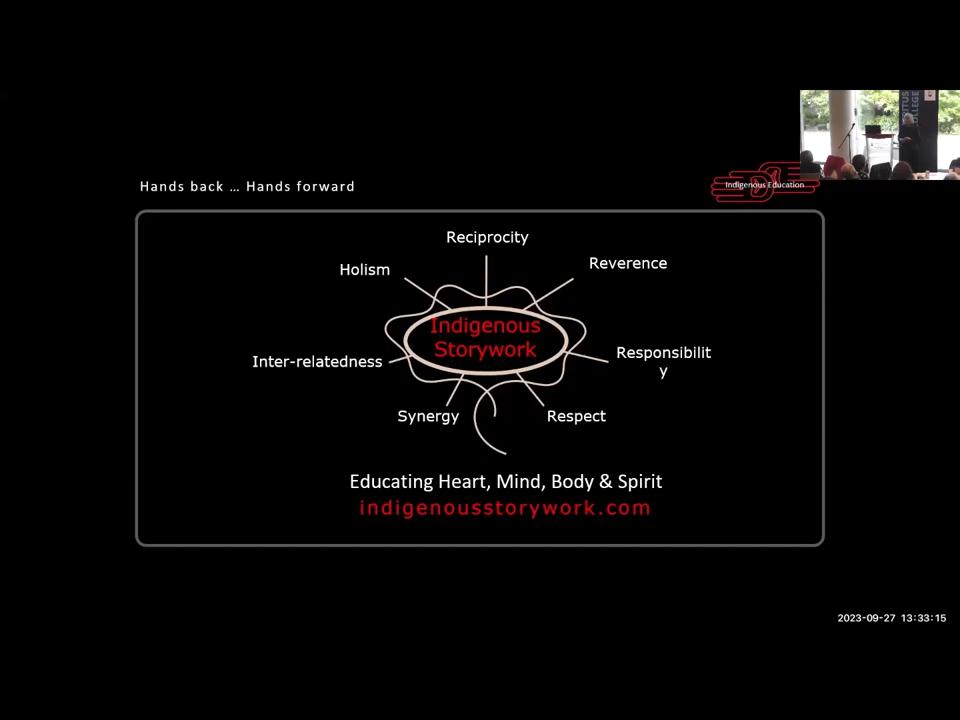 Hands back ... Hands forward
Indigenous Education
Reciprocity
Holism
Reverence
Indigenous
Storywork
Inter-relatedness
Responsibilit
y
Synergy
Respect
Educating Heart, Mind, Body & Spirit
indigenousstorywork.com
2023-09-27 13:33:15